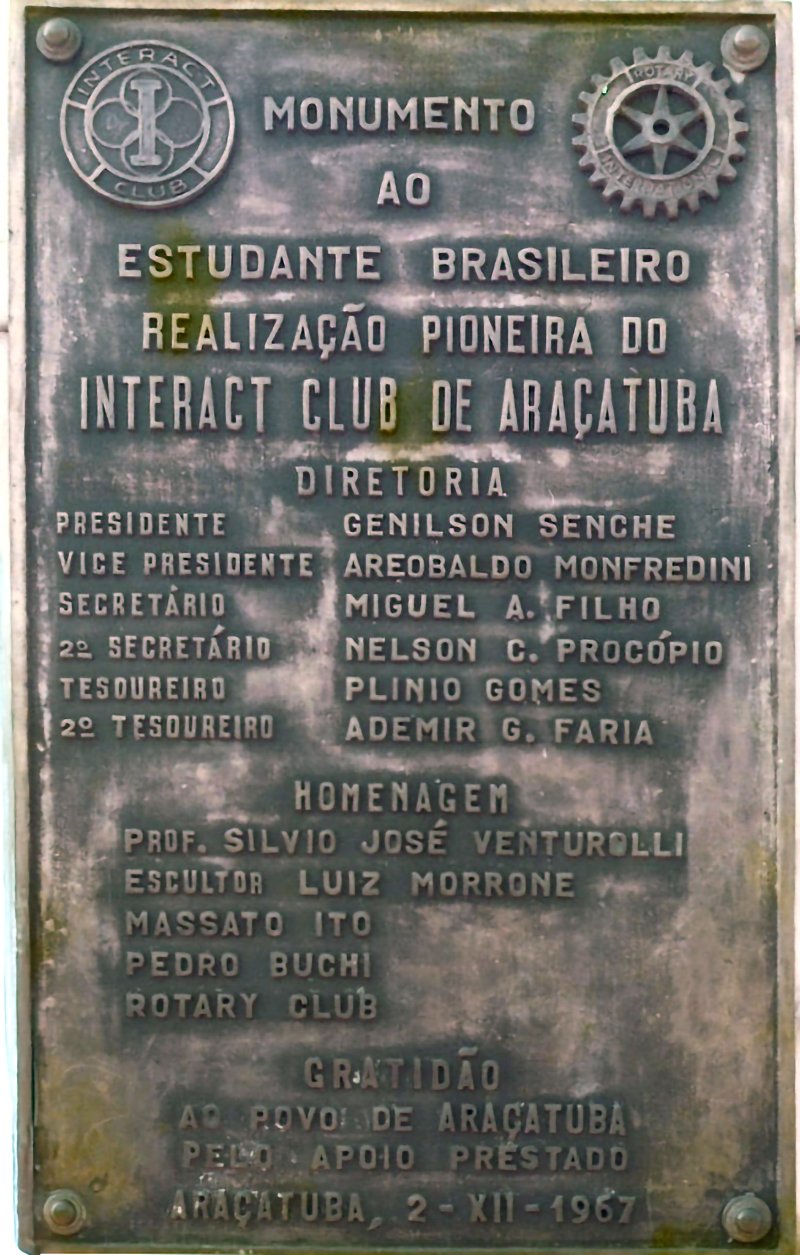 INTERACT
I
CLUB
ROTARY
INTERNATIONAL
MONUMENTO
AO
ESTUDANTE BRASILEIRO
REALIZAÇÃO PIONEIRA DO
INTERACT CLUB DE ARAÇATUBA
DIRETORIA
PRESIDENTE GENILSON SENCHE
VICE PRESIDENTE AREOBALDO MONFREDINI
SECRETÁRIO MIGUEL A. FILHO
2º SECRETÁRIO NELSON C. PROCÓPIO
TESOUREIRO PLINIO GOMES
2º TESOUREIRO ADEMIR G. FARIA
HOMENAGEM
PROF. SILVIO JOSÉ VENTUROLLI
ESCULTOR LUIZ MORRONE
MASSATO ITO
PEDRO BUCHI
ROTARY CLUB
GRATIDÃO
AO POVO DE ARAÇATUBA
PELO APOIO PRESTADO
ARAÇATUBA, 2-XII-1967